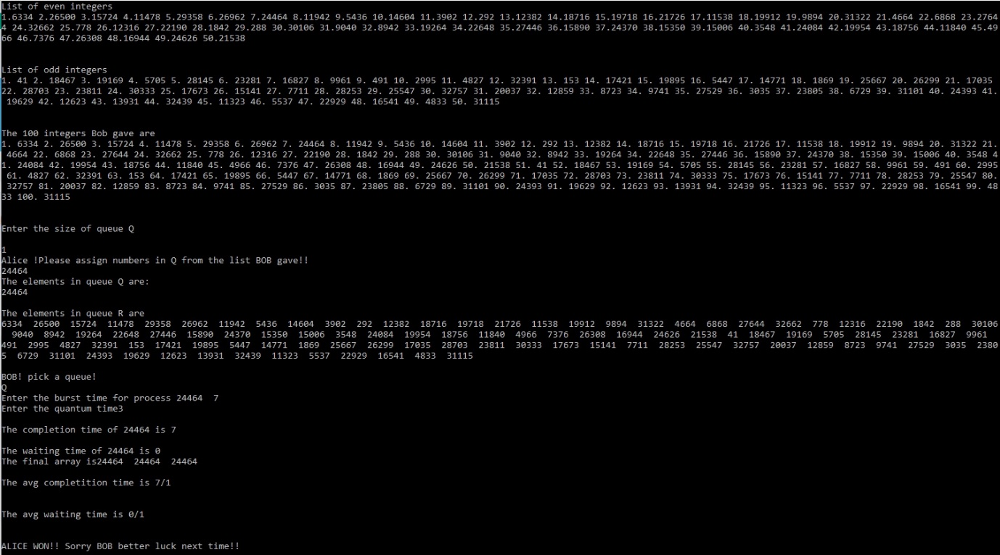 List of even integers
1.6334 2.26500 3.15724 4.11478 5.29358 6.26962 7.24464 8.11942 9.5436 10.14604 11.3902 12.292 13.12382 14.18716 15.19718 16.21726 17.11538 18.19912 19.9894 20.31322 21.4664 22.6868 23.2764
4 24.32662 25.778 26.12316 27.22190 28.1842 29.288 30.30106 31.9040 32.8942 33.19264 34.22648 35.27446 36.15890 37.24370 38.15350 39.15006 40.3548 41.24084 42.19954 43.18756 44.11840 45.49
66 46.7376 47.26308 48.16944 49.24626 50.21538
List of odd integers
1. 41 2. 18467 3. 19169 4. 5705 5. 28145 6. 23281 7. 16827 8. 9961 9. 491 10. 2995 11. 4827 12. 32391 13. 153 14. 17421 15. 19895 16. 5447 17. 14771 18. 1869 19. 25667 20. 26299 21. 17035
22. 28703 23. 23811 24. 30333 25. 17673 26. 15141 27. 7711 28. 28253 29. 25547 30. 32757 31. 20037 32. 12859 33. 8723 34. 9741 35. 27529 36. 3035 37. 23805 38. 6729 39. 31101 40. 24393 41.
19629 42. 12623 43. 13931 44. 32439 45. 11323 46. 5537 47. 22929 48. 16541 49. 4833 50. 31115
The 100 integers Bob gave are
1. 6334 2. 26500 3. 15724 4. 11478 5. 29358 6. 26962 7. 24464 8. 11942 9. 5436 10. 14604 11. 3902 12. 292 13. 12382 14. 18716 15. 19718 16. 21726 17. 11538 18. 19912 19. 9894 20. 31322 21.
4664 22. 6868 23. 27644 24. 32662 25. 778 26. 12316 27. 22190 28. 1842 29. 288 30. 30106 31. 9040 32. 8942 33. 19264 34. 22648 35. 27446 36. 15890 37. 24370 38. 15350 39. 15006 40. 3548 4
1. 24084 42. 19954 43. 18756 44. 11840 45. 4966 46. 7376 47. 26308 48. 16944 49. 24626 50. 21538 51. 41 52. 18467 53. 19169 54. 5705 55. 28145 56. 23281 57. 16827 58. 9961 59. 491 60. 2995
61. 4827 62. 32391 63. 153 64. 17421 65. 19895 66. 5447 67. 14771 68. 1869 69. 25667 70. 26299 71. 17035 72. 28703 73. 23811 74. 30333 75. 17673 76. 15141 77. 7711 78. 28253 79. 25547 80.
32757 81. 20037 82. 12859 83. 8723 84. 9741 85. 27529 86. 3035 87. 23805 88. 6729 89. 31101 90. 24393 91. 19629 92. 12623 93. 13931 94. 32439 95. 11323 96. 5537 97. 22929 98. 16541 99. 48
33 100. 31115
Enter the size of queue Q
1
Alice !Please assign numbers in Q from the list BOB gave!!
24464
The elements in queue Q are:
24464
The elements in queue R are
6334 26500 15724 11478 29358 26962 11942 5436 14604 3902 292 12382 18716 19718 21726 11538 19912 9894 31322 4664 6868 27644 32662 778 12316 22190 1842 288 30106
9040 8942 19264 22648 27446 15890 24370 15350 15006 3548 24084 19954 18756 11840 4966 7376 26308 16944 24626 21538 41 18467 19169 5705 28145 23281 16827 9961
491 2995 4827 32391 153 17421 19895 5447 14771 1869 25667 26299 17035 28703 23811 30333 17673 15141 7711 28253 25547 32757 20037 12859 8723 9741 27529 3035 2380
5 6729 31101 24393 19629 12623 13931 32439 11323 5537 22929 16541 4833 31115
BOB! pick a queue!
Q
Enter the burst time for process 24464 7
Enter the quantum time3
The completion time of 24464 is 7
The waiting time of 24464 is 0
The final array is24464 24464 24464
The avg completition time is 7/1
The avg waiting time is 0/1
ALICE WON!! Sorry BOB better luck next time!!